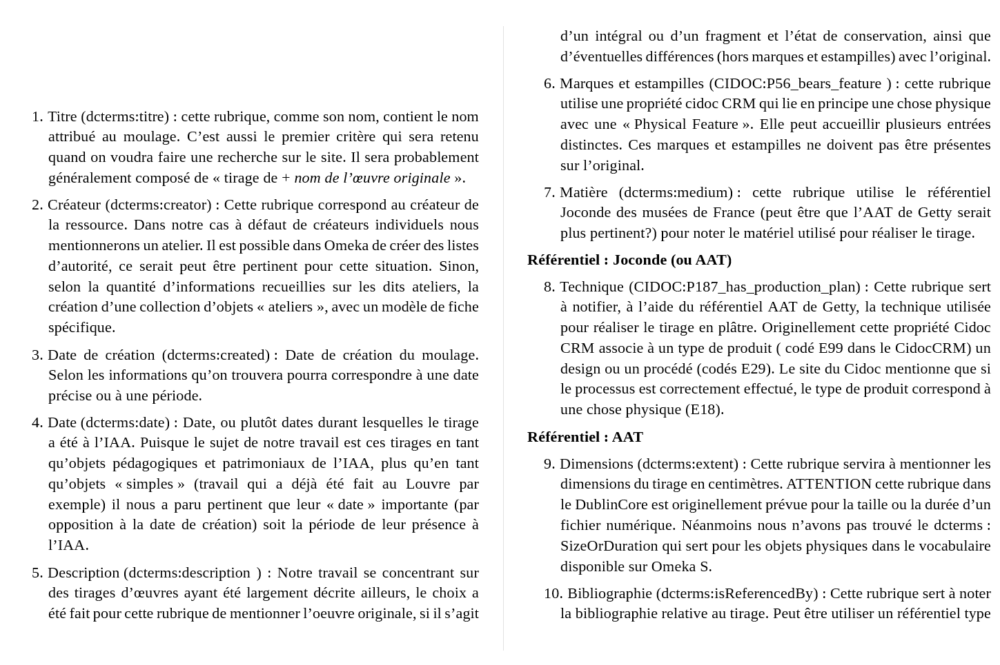 1. Titre (dcterms:titre) : cette rubrique, comme son nom, contient le nom
attribué au moulage. C’est aussi le premier critère qui sera retenu
quand on voudra faire une recherche sur le site. Il sera probablement
généralement composé de « tirage de + nom de l’œuvre originale ».
2. Créateur (dcterms:creator) : Cette rubrique correspond au créateur de
la ressource. Dans notre cas à défaut de créateurs individuels nous
mentionnerons un atelier. Il est possible dans Omeka de créer des listes
d’autorité, ce serait peut être pertinent pour cette situation. Sinon,
selon la quantité d’informations recueillies sur les dits ateliers, la
création d’une collection d’objets « ateliers », avec un modèle de fiche
spécifique.
3. Date de création (dcterms:created) : Date de création du moulage.
Selon les informations qu’on trouvera pourra correspondre à une date
précise ou à une période.
4. Date (dcterms:date) : Date, ou plutôt dates durant lesquelles le tirage
a été à l’IAA. Puisque le sujet de notre travail est ces tirages en tant
qu’objets pédagogiques et patrimoniaux de l’IAA, plus qu’en tant
qu’objets « simples » (travail qui a déjà été fait au Louvre par
exemple) il nous a paru pertinent que leur « date » importante (par
opposition à la date de création) soit la période de leur présence à
l’IAA.
5. Description (dcterms:description ) : Notre travail se concentrant sur
des tirages d’œuvres ayant été largement décrite ailleurs, le choix a
été fait pour cette rubrique de mentionner l’oeuvre originale, si il s’agit
d’un intégral ou d’un fragment et l’état de conservation, ainsi que
d’éventuelles différences (hors marques et estampilles) avec l’original.
6. Marques et estampilles (CIDOC:P56_bears_feature ) : cette rubrique
utilise une propriété cidoc CRM qui lie en principe une chose physique
avec une « Physical Feature ». Elle peut accueillir plusieurs entrées
distinctes. Ces marques et estampilles ne doivent pas être présentes
sur l’original.
7. Matière (dcterms:medium) : cette rubrique utilise le référentiel
Joconde des musées de France (peut être que l’AAT de Getty serait
plus pertinent?) pour noter le matériel utilisé pour réaliser le tirage.
Référentiel : Joconde (ou AAT)
8. Technique (CIDOC:P187_has_production_plan) : Cette rubrique sert
à notifier, à l’aide du référentiel AAT de Getty, la technique utilisée
pour réaliser le tirage en plâtre. Originellement cette propriété Cidoc
CRM associe à un type de produit ( codé E99 dans le CidocCRM) un
design ou un procédé (codés E29). Le site du Cidoc mentionne que si
le processus est correctement effectué, le type de produit correspond à
une chose physique (E18).
Référentiel : AAT
9. Dimensions (dcterms:extent) : Cette rubrique servira à mentionner les
dimensions du tirage en centimètres. ATTENTION cette rubrique dans
le DublinCore est originellement prévue pour la taille ou la durée d’un
fichier numérique. Néanmoins nous n’avons pas trouvé le dcterms :
SizeOrDuration qui sert pour les objets physiques dans le vocabulaire
disponible sur Omeka S.
10. Bibliographie (dcterms:isReferencedBy) : Cette rubrique sert à noter
la bibliographie relative au tirage. Peut être utiliser un référentiel type